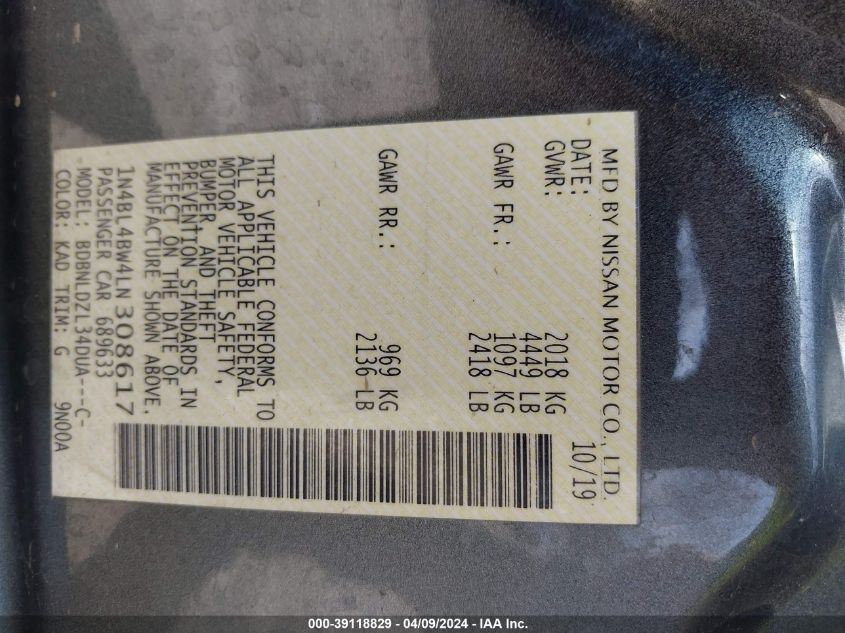 MFD BY NISSAN MOTOR CO., LTD.
DATE: 10/19
GVWR: 2018 KG
4449 LB
GAWR FR.: 1097 KG
2418 LB
GAWR RR.: 969 KG
2136 LB
THIS VEHICLE CONFORMS TO
ALL APPLICABLE FEDERAL
MOTOR VEHICLE SAFETY,
BUMPER, AND THEFT
PREVENTION STANDARDS IN
EFFECT ON THE DATE OF
MANUFACTURE SHOWN ABOVE.
1N4BL4BW4LN308617
PASSENGER CAR 689633
MODEL: BDBNLDZL34DUA---C-
COLOR: KAD TRIM: G 9N00A
000-39118829 - 04/09/2024 - IAA Inc.